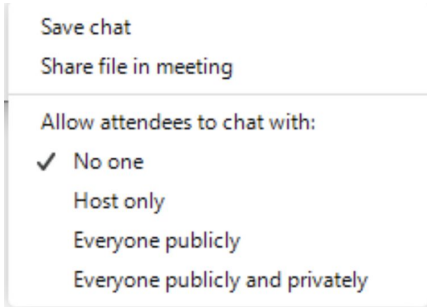 Save chat
Share file in meeting
Allow attendees to chat with:
No one
Host only
Everyone publicly
Everyone publicly and privately